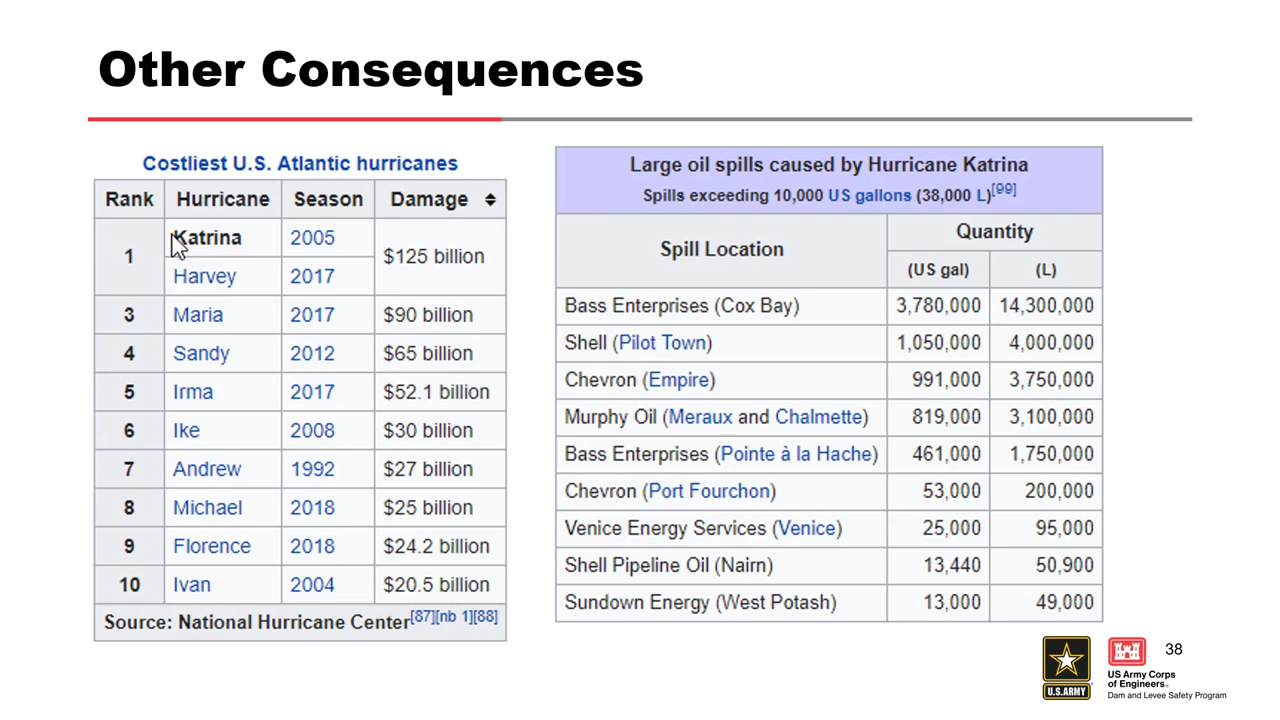 Other Consequences
Costliest U.S. Atlantic hurricanes
Rank Hurricane Season Damage
1 Katrina 2005 $125 billion
Harvey 2017
3 Maria 2017 $90 billion
4 Sandy 2012 $65 billion
5 Irma 2017 $52.1 billion
6 Ike 2008 $30 billion
7 Andrew 1992 $27 billion
8 Michael 2018 $25 billion
9 Florence 2018 $24.2 billion
10 Ivan 2004 $20.5 billion
Source: National Hurricane Center[87][nb 1][88]
Large oil spills caused by Hurricane Katrina
Spills exceeding 10,000 US gallons (38,000 L)[99]
Spill Location Quantity
(US gal) (L)
Bass Enterprises (Cox Bay) 3,780,000 14,300,000
Shell (Pilot Town) 1,050,000 4,000,000
Chevron (Empire) 991,000 3,750,000
Murphy Oil (Meraux and Chalmette) 819,000 3,100,000
Bass Enterprises (Pointe à la Hache) 461,000 1,750,000
Chevron (Port Fourchon) 53,000 200,000
Venice Energy Services (Venice) 25,000 95,000
Shell Pipeline Oil (Nairn) 13,440 50,900
Sundown Energy (West Potash) 13,000 49,000
U.S.ARMY
US Army Corps
of Engineers®
Dam and Levee Safety Program
38